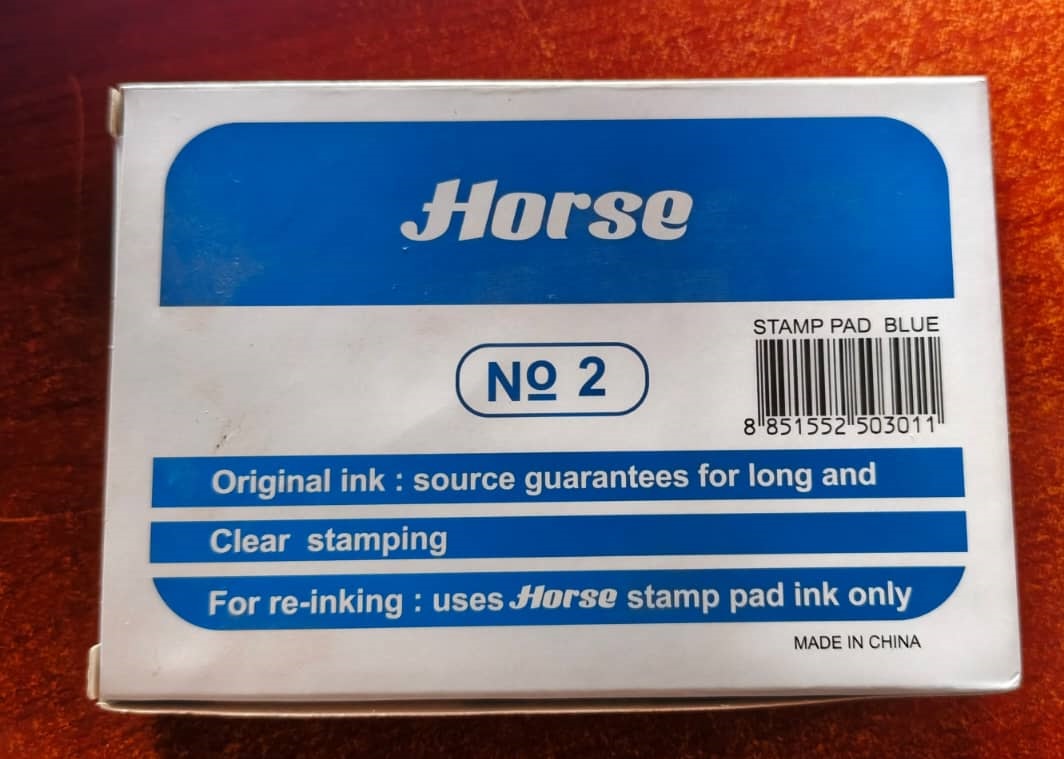 Horse
STAMP PAD BLUE
Nº 2
8 851552 503011
Original ink : source guarantees for long and
Clear stamping
For re-inking : uses Horse stamp pad ink only
MADE IN CHINA